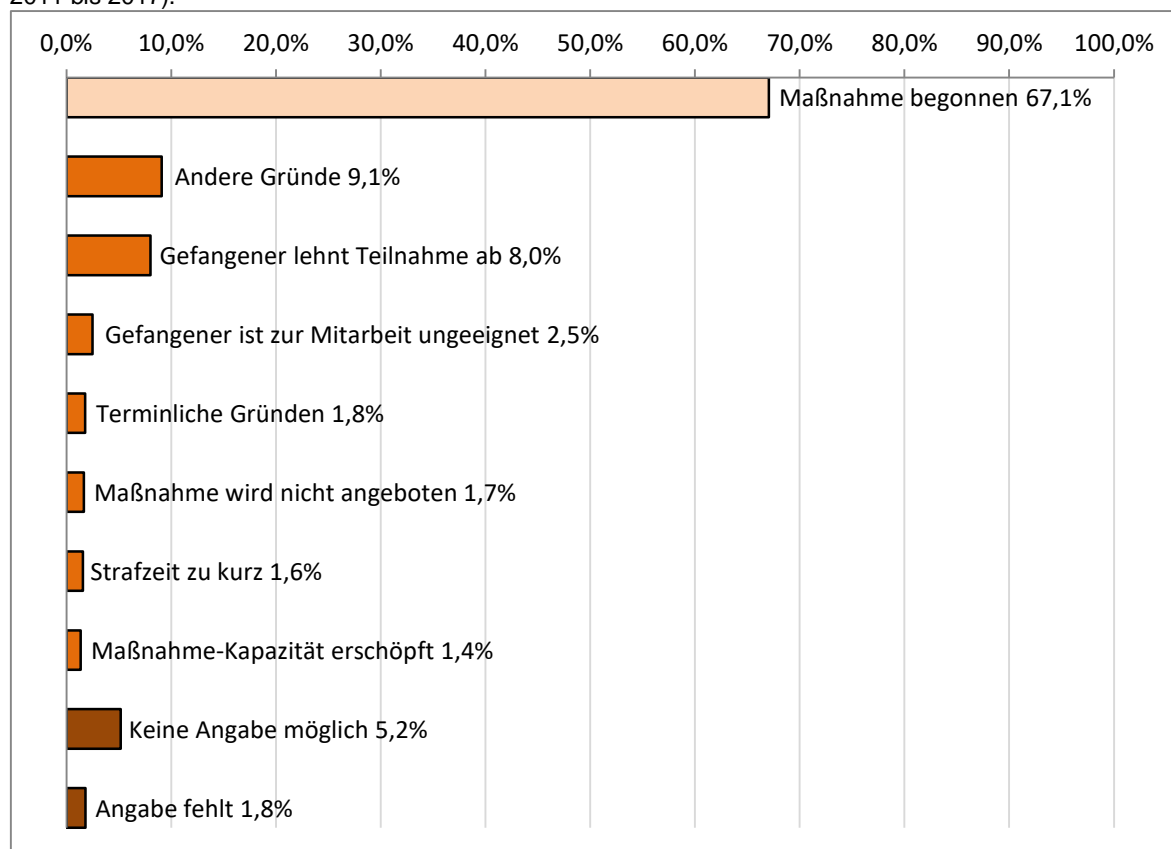 2011 bis 2017).
0,0% 10,0% 20,0% 30,0% 40,0% 50,0% 60,0% 70,0% 80,0% 90,0% 100,0%
Maßnahme begonnen 67,1%
Andere Gründe 9,1%
Gefangener lehnt Teilnahme ab 8,0%
Gefangener ist zur Mitarbeit ungeeignet 2,5%
Terminliche Gründen 1,8%
Maßnahme wird nicht angeboten 1,7%
Strafzeit zu kurz 1,6%
Maßnahme-Kapazität erschöpft 1,4%
Keine Angabe möglich 5,2%
Angabe fehlt 1,8%